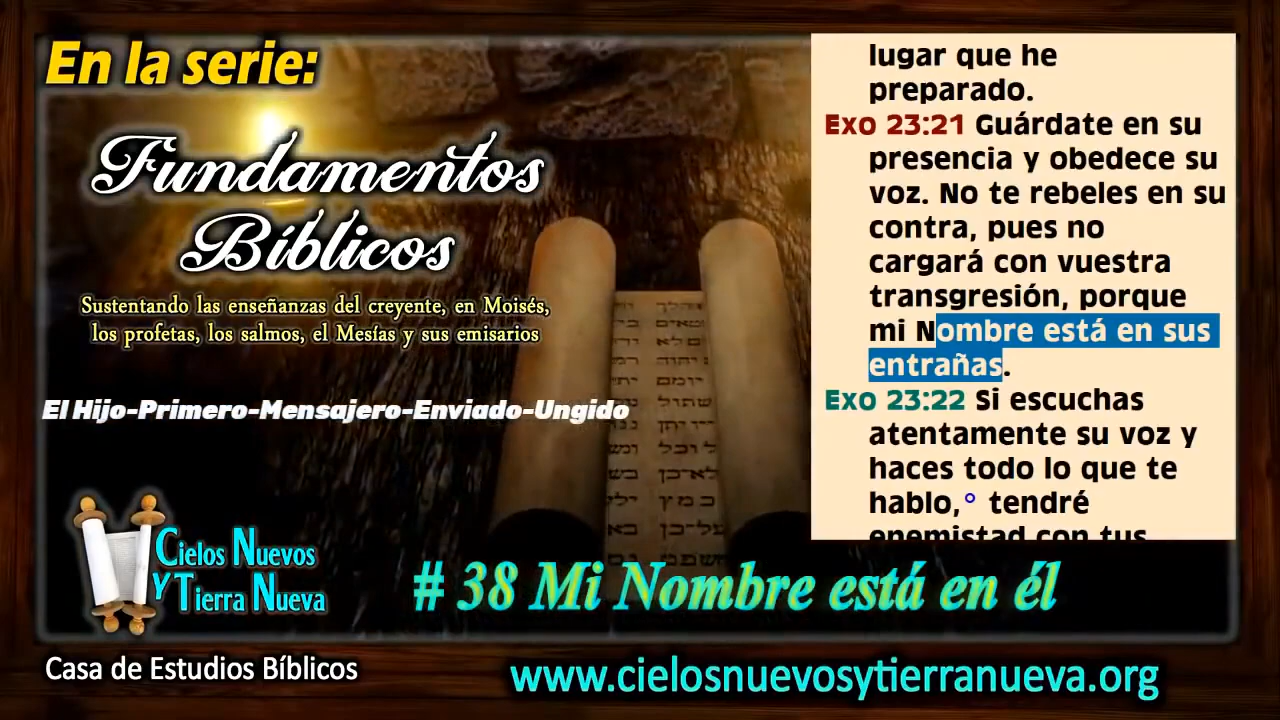 En la serie:
Fundamentos
Bíblicos
Sustentando las enseñanzas del creyente, en Moisés,
los profetas, los salmos, el Mesías y sus emisarios
El Hijo-Primero-Mensajero-Enviado-Ungido
lugar que he
preparado.
Exo 23:21 Guárdate en su
presencia y obedece su
voz. No te rebeles en su
contra, pues no
cargará con vuestra
transgresión, porque
mi Nombre está en sus
entrañas.
Exo 23:22 Si escuchas
atentamente su voz y
haces todo lo que te
hablo,° tendré
enemistad con tus
Cielos Nuevos
Y Tierra Nueva
# 38 Mi Nombre está en él
Casa de Estudios Bíblicos
www.cielosnuevosytierranueva.org